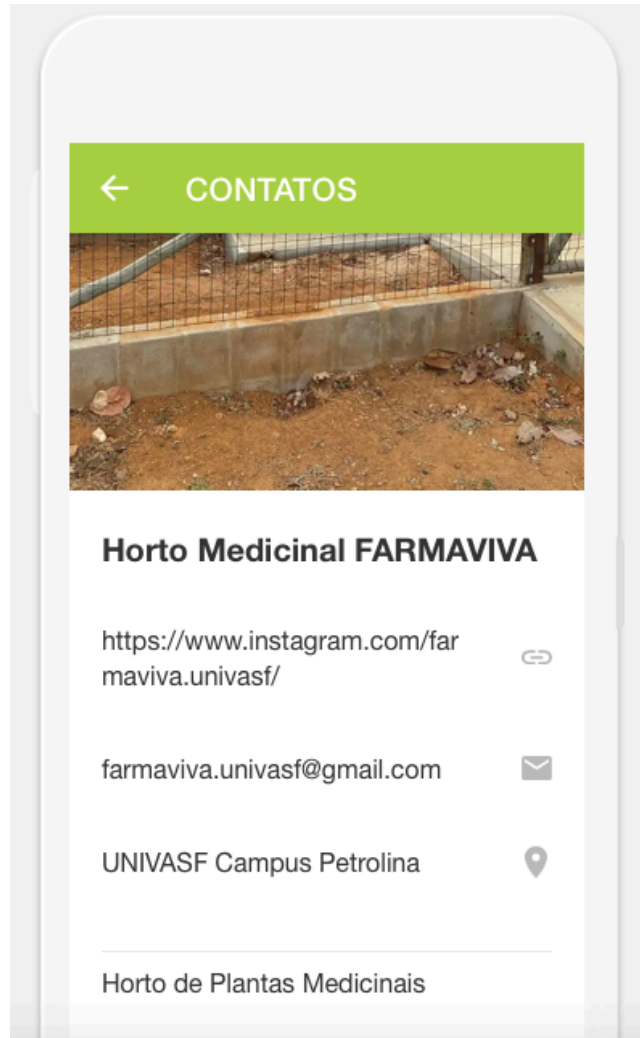 CONTATOS
Horto Medicinal FARMAVIVA
https://www.instagram.com/far
maviva.univasf/
farmaviva.univasf@gmail.com
UNIVASF Campus Petrolina
Horto de Plantas Medicinais